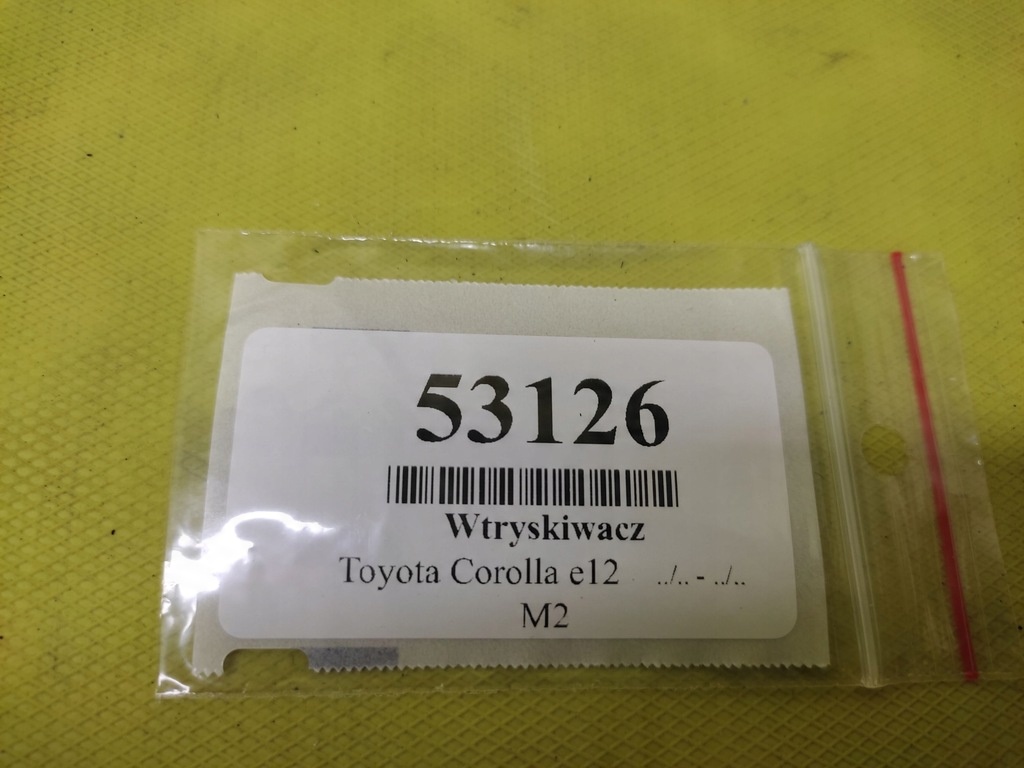 53126
Wtryskiwacz
Toyota Corolla e12 ../.. - ../..
M2